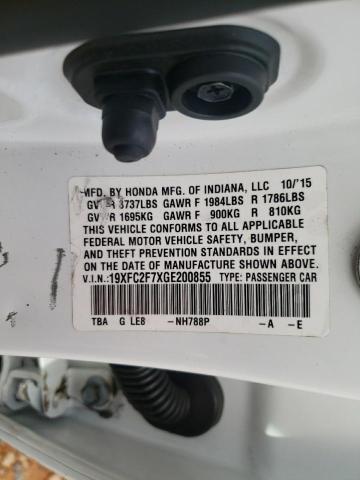 MFD. BY HONDA MFG. OF INDIANA, LLC 10/'15
GV R 3737LBS GAWR F 1984LBS R 1786LBS
GV R 1695KG GAWR F 900KG R 810KG
THIS VEHICLE CONFORMS TO ALL APPLICABLE
FEDERAL MOTOR VEHICLE SAFETY, BUMPER,
AND THEFT PREVENTION STANDARDS IN EFFECT
ON THE DATE OF MANUFACTURE SHOWN ABOVE.
V.I.N.: 19XFC2F7XGE200855 TYPE: PASSENGER CAR
TBA G LE8 -NH788P -A -E